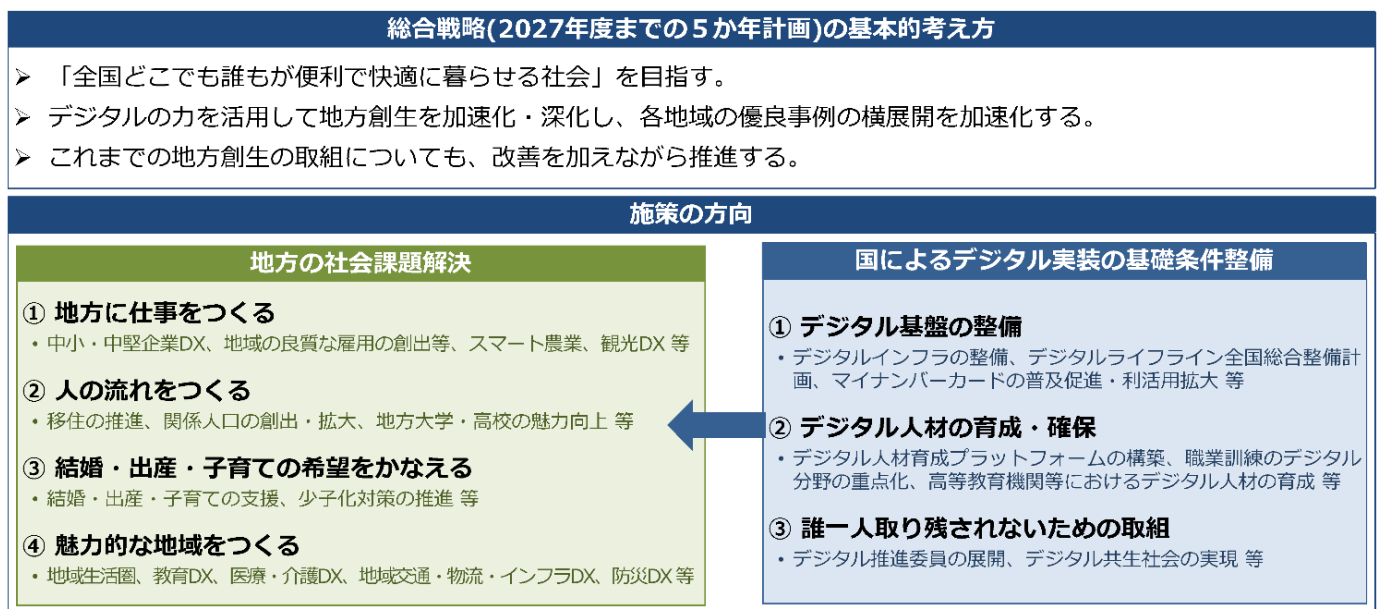 総合戦略(2027年度までの５か年計画)の基本的考え方
➢ 「全国どこでも誰もが便利で快適に暮らせる社会」を目指す。
➢ デジタルの力を活用して地方創生を加速化・深化し、各地域の優良事例の横展開を加速化する。
➢ これまでの地方創生の取組についても、改善を加えながら推進する。
施策の方向
地方の社会課題解決
① 地方に仕事をつくる
・中小・中堅企業DX、地域の良質な雇用の創出等、スマート農業、観光DX 等
② 人の流れをつくる
・移住の推進、関係人口の創出・拡大、地方大学・高校の魅力向上 等
③ 結婚・出産・子育ての希望をかなえる
・結婚・出産・子育ての支援、少子化対策の推進 等
④ 魅力的な地域をつくる
・地域生活圏、教育DX、医療・介護DX、地域交通・物流・インフラDX、防災DX 等
国によるデジタル実装の基礎条件整備
① デジタル基盤の整備
・デジタルインフラの整備、デジタルライフライン全国総合整備計
画、マイナンバーカードの普及促進・利活用拡大 等
② デジタル人材の育成・確保
・デジタル人材育成プラットフォームの構築、職業訓練のデジタル
分野の重点化、高等教育機関等におけるデジタル人材の育成 等
③ 誰一人取り残されないための取組
・デジタル推進委員の展開、デジタル共生社会の実現 等